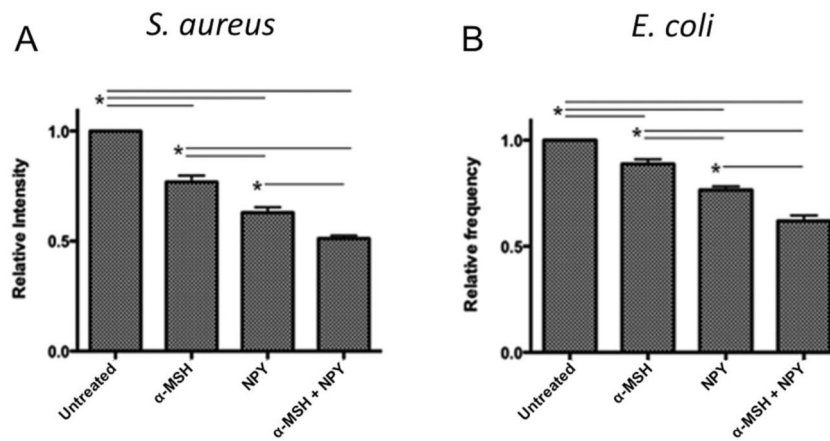 A
S. aureus
*
*
*
Relative Intensity
1.0
0.5
0.0
Untreated
α-MSH
NPY
α-MSH + NPY
B
E. coli
*
*
*
Relative frequency
1.0
0.5
0.0
Untreated
α-MSH
NPY
α-MSH + NPY